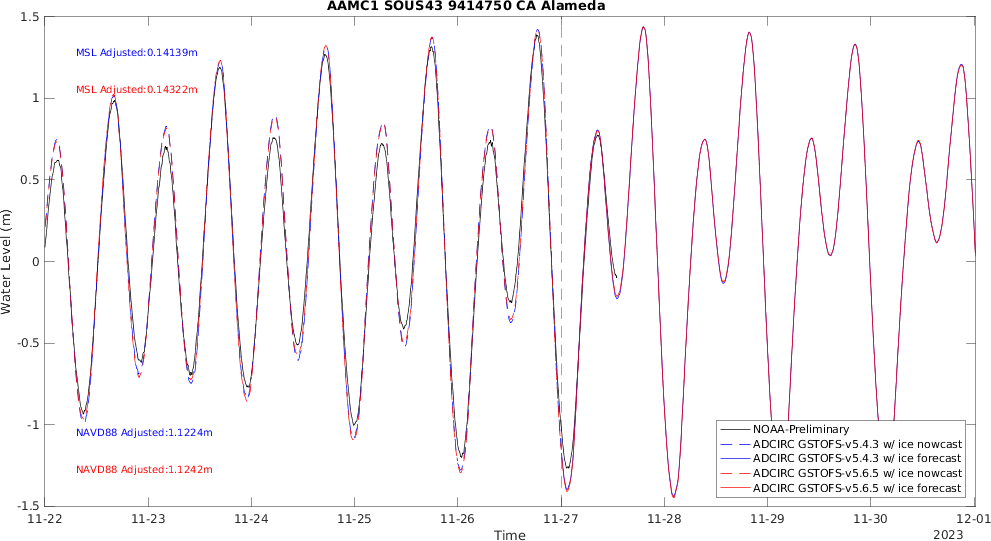 AAMC1 SOUS43 9414750 CA Alameda
MSL Adjusted:0.14139m
MSL Adjusted:0.14322m
NAVD88 Adjusted:1.1224m
NAVD88 Adjusted:1.1242m
Water Level (m)
1.5
1
0.5
0
-0.5
-1
-1.5
NOAA-Preliminary
ADCIRC GSTOFS-v5.4.3 w/ ice nowcast
ADCIRC GSTOFS-v5.4.3 w/ ice forecast
ADCIRC GSTOFS-v5.6.5 w/ ice nowcast
ADCIRC GSTOFS-v5.6.5 w/ ice forecast
11-22 11-23 11-24 11-25 11-26 11-27 11-28 11-29 11-30 12-01
Time
2023